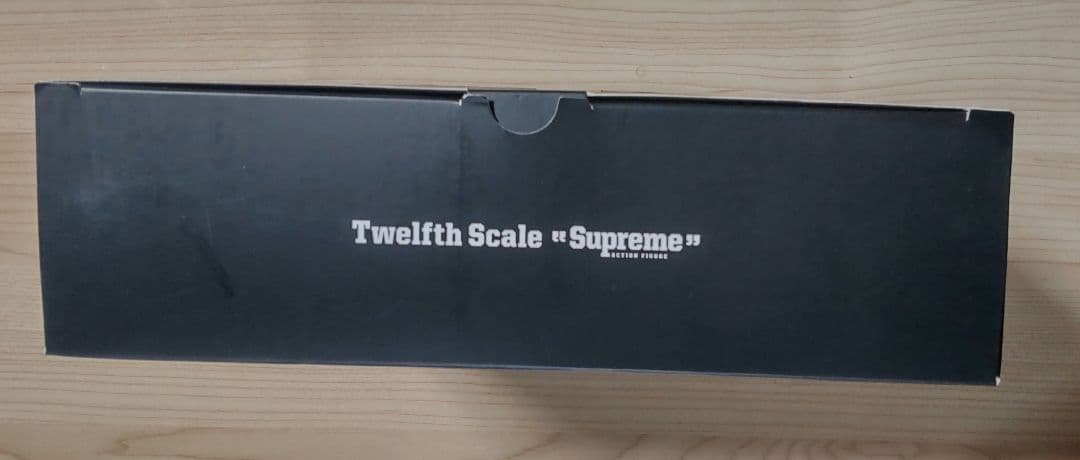 Twelfth Scale “Supreme”
ACTION FIGURE